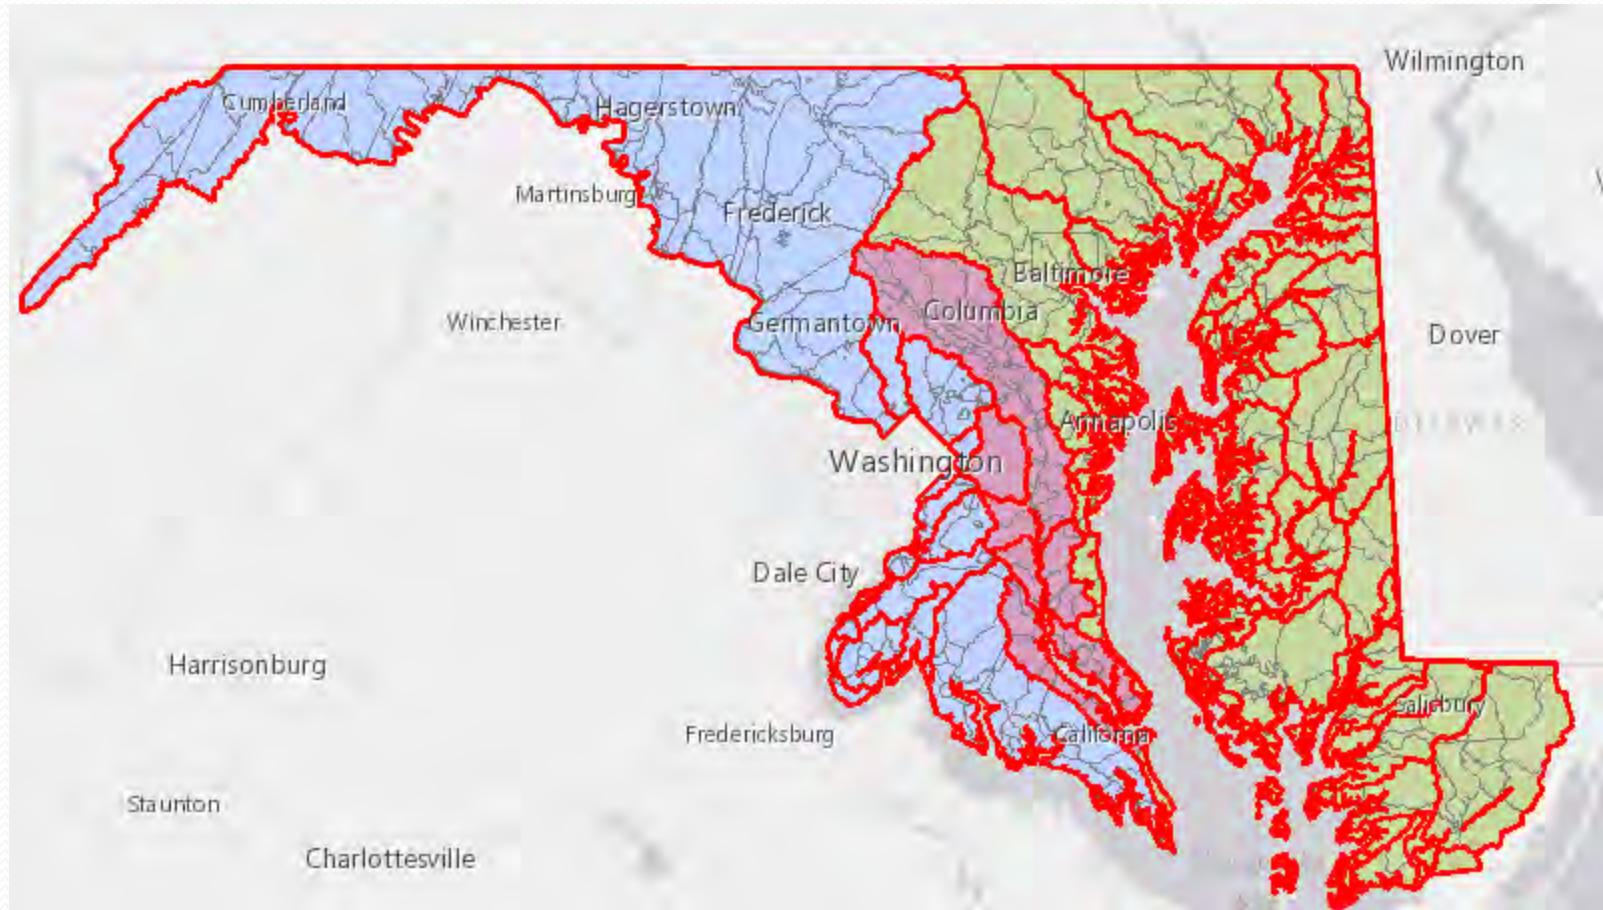 Wilmington
Cumberland
Hagerstown
Martinsburg
Frederick
Baltimore
Columbia
Winchester
Germantown
Dover
Annapolis
Washington
Dale City
Harrisonburg
Salisbury
Fredericksburg
California
Staunton
Charlottesville